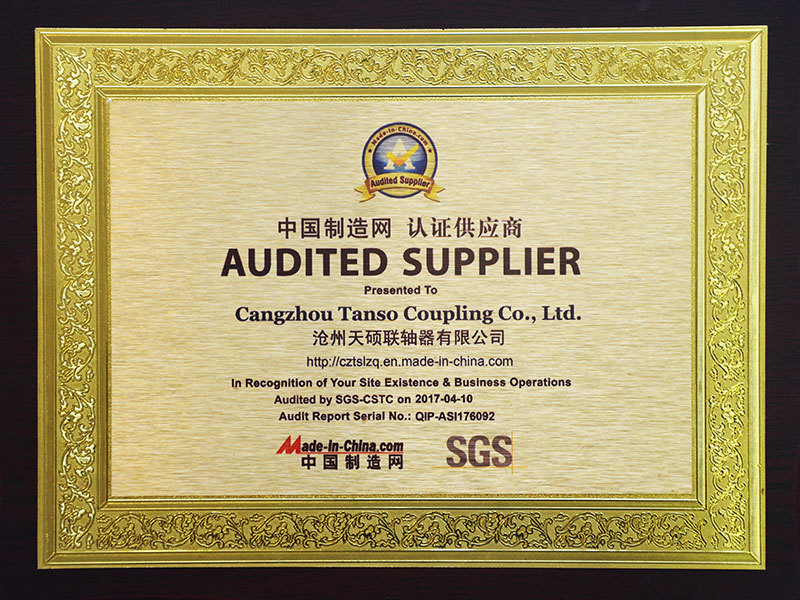 Made-in-China.com
A
Audited Supplier
中国制造网 认证供应商
AUDITED SUPPLIER
Presented To
Cangzhou Tanso Coupling Co., Ltd.
沧州天硕联轴器有限公司
http://cztslzq.en.made-in-china.com
In Recognition of Your Site Existence & Business Operations
Audited by SGS-CSTC on 2017-04-10
Audit Report Serial No.: QIP-ASI176092
Made-in-China.com
中国制造网
SGS